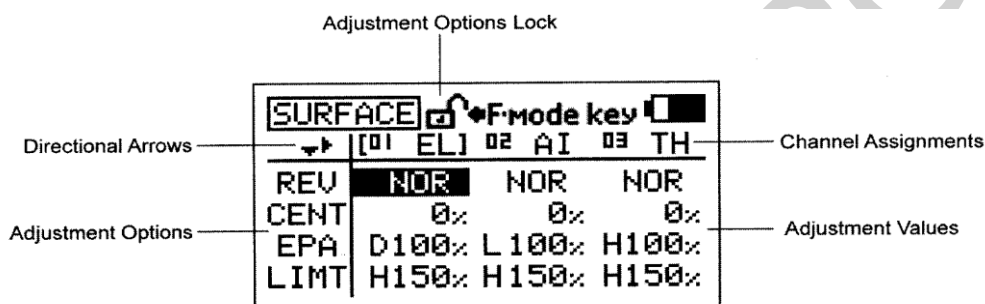 Adjustment Options Lock
SURFACE F·mode key
Directional Arrows [01 EL] 02 AI 03 TH Channel Assignments
REV NOR NOR NOR
CENT 0% 0% 0%
Adjustment Options EPA D100% L100% H100% Adjustment Values
LIMT H150% H150% H150%